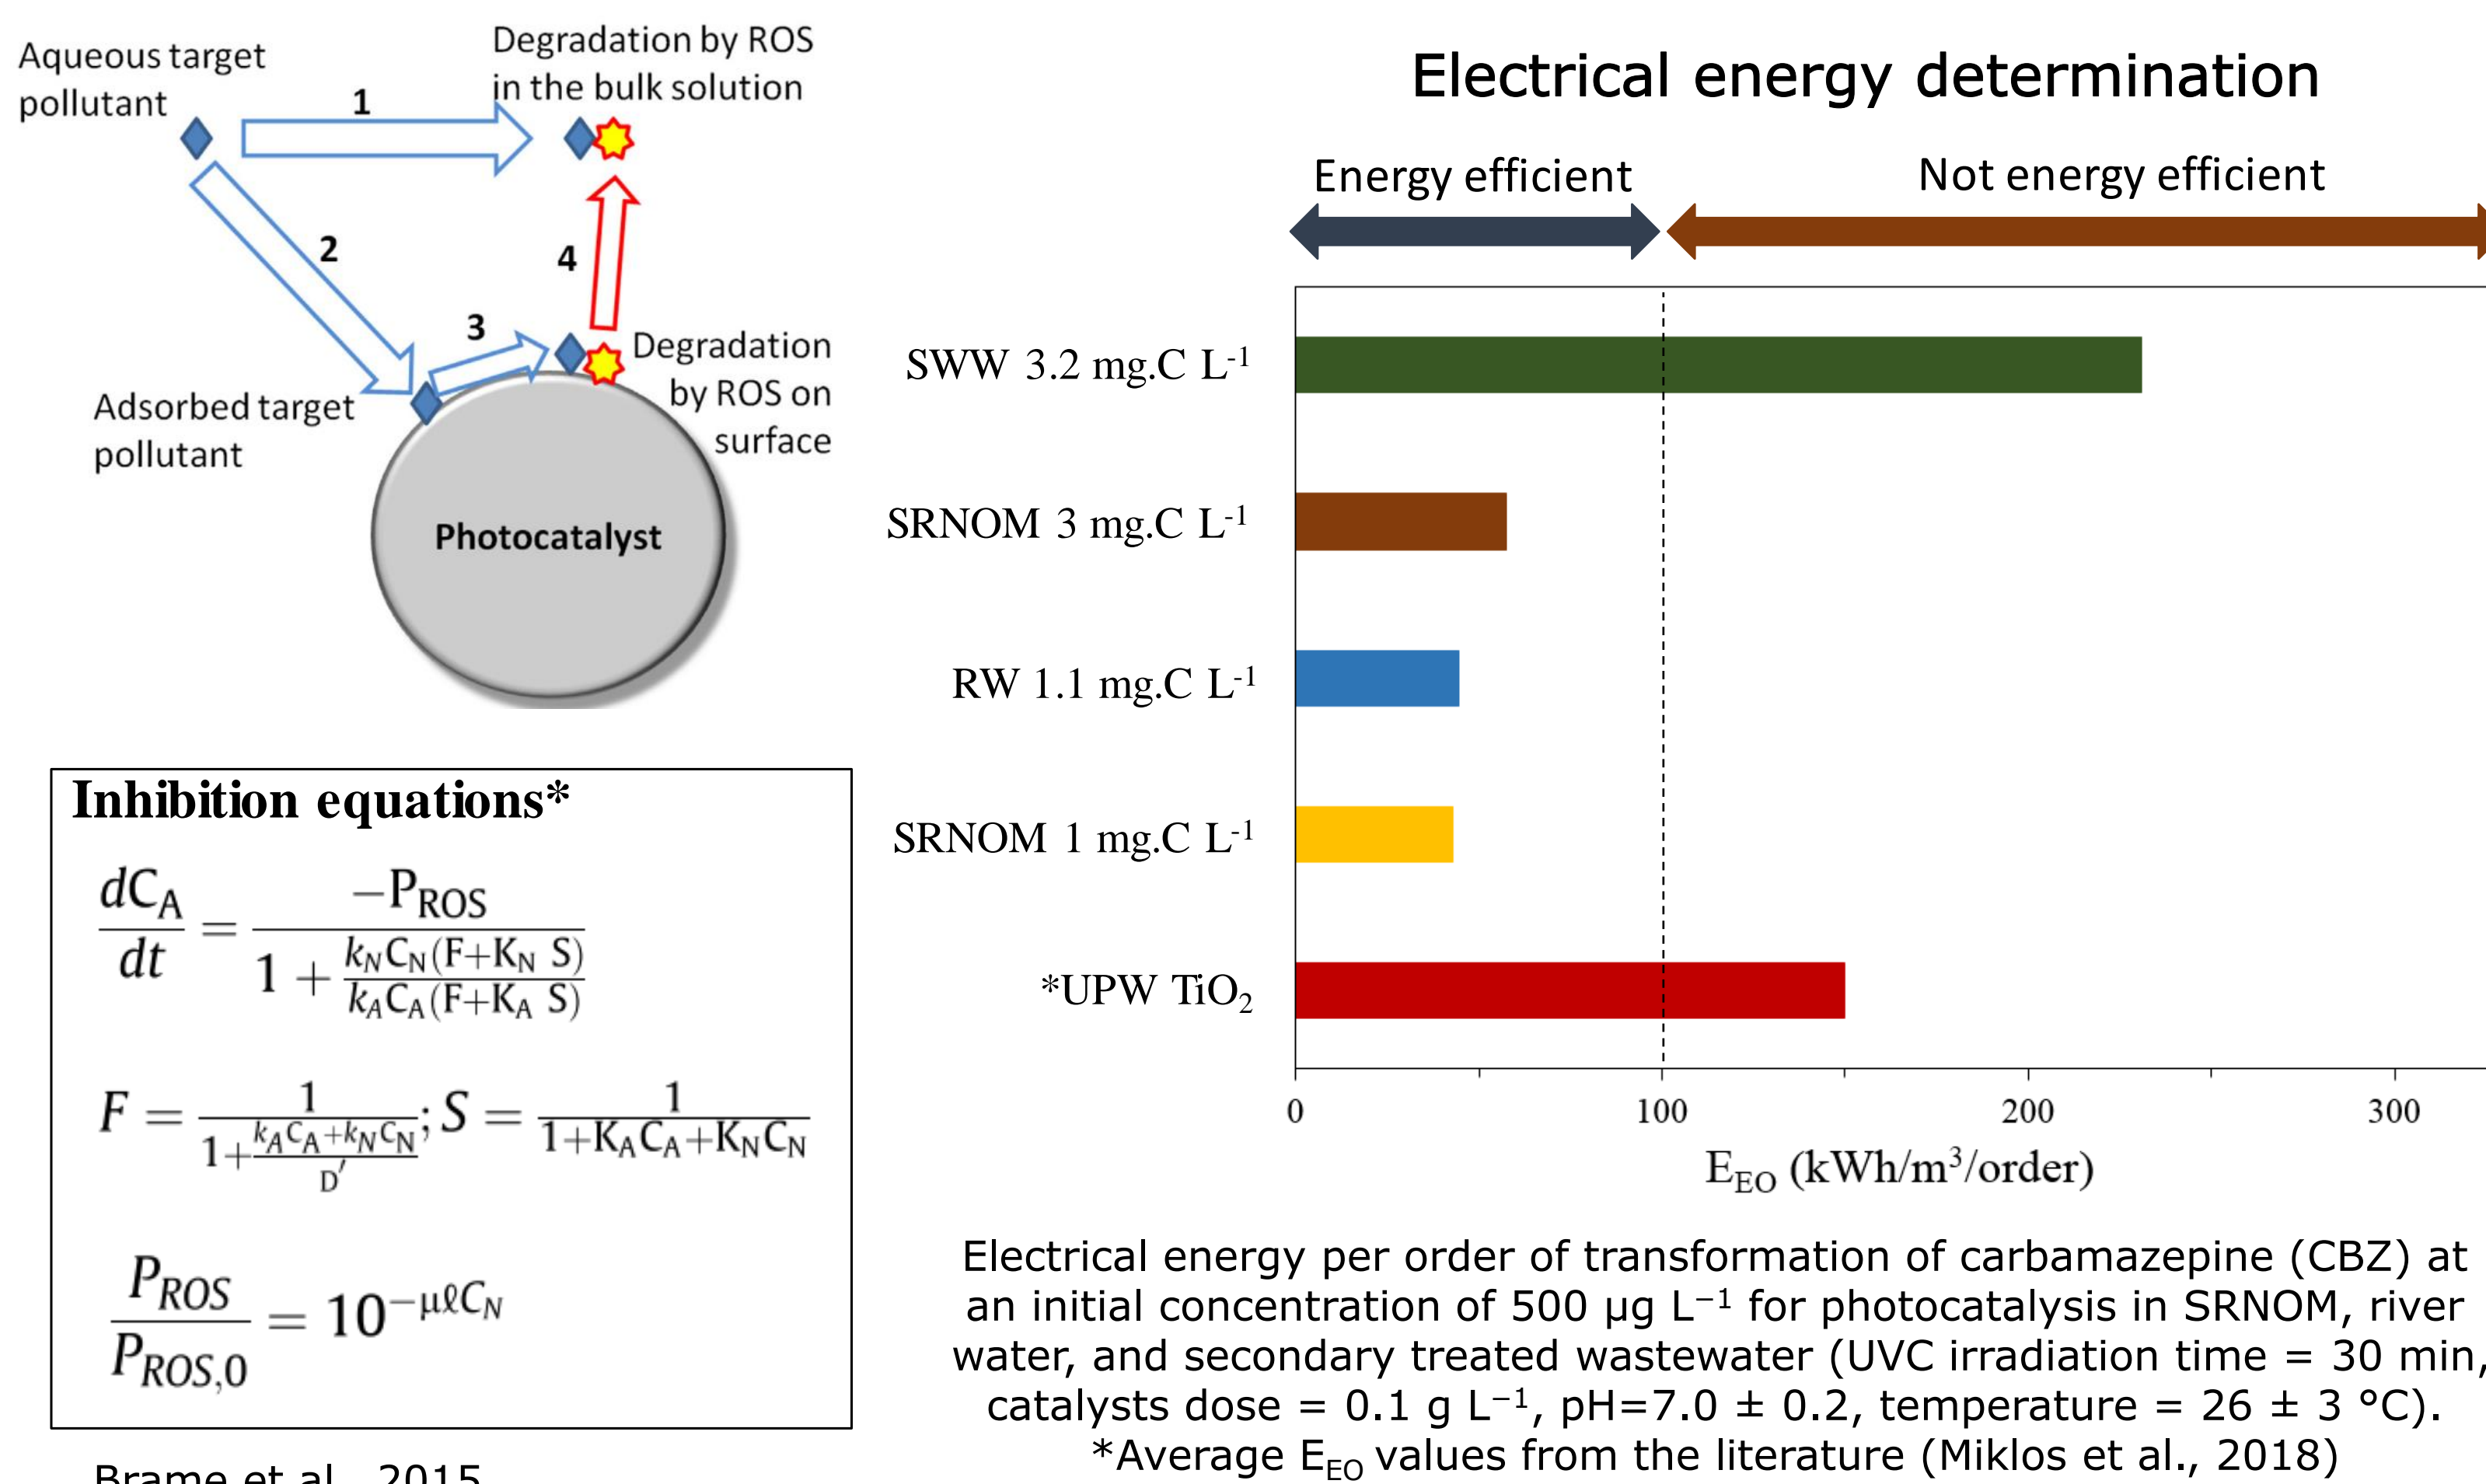 Aqueous target
pollutant
Degradation by ROS
in the bulk solution
1
2
3
4
Degradation
by ROS on
surface
Adsorbed target
pollutant
Photocatalyst
Inhibition equations*
dC_A/dt = −P_ROS / (1 + k_N C_N (F+K_N S) / k_A C_A (F+K_A S))
F = 1 / (1 + (k_A C_A + k_N C_N) / D′); S = 1 / (1+K_A C_A+K_N C_N)
P_ROS / P_ROS,0 = 10^(−μℓC_N)
Brame et al., 2015
Electrical energy determination
Energy efficient
Not energy efficient
SWW 3.2 mg.C L⁻¹
SRNOM 3 mg.C L⁻¹
RW 1.1 mg.C L⁻¹
SRNOM 1 mg.C L⁻¹
*UPW TiO₂
0 100 200 300
E_EO (kWh/m³/order)
Electrical energy per order of transformation of carbamazepine (CBZ) at
an initial concentration of 500 μg L⁻¹ for photocatalysis in SRNOM, river
water, and secondary treated wastewater (UVC irradiation time = 30 min,
catalysts dose = 0.1 g L⁻¹, pH=7.0 ± 0.2, temperature = 26 ± 3 °C).
*Average E_EO values from the literature (Miklos et al., 2018)